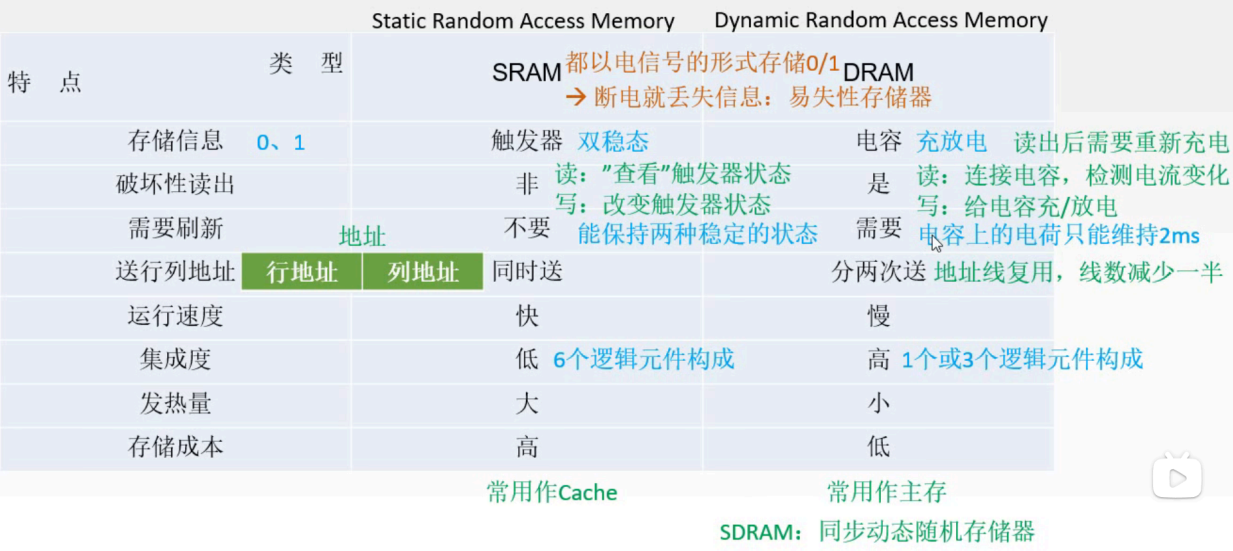 Static Random Access Memory Dynamic Random Access Memory
类 型
特 点
SRAM 都以电信号的形式存储0/1 DRAM
→ 断电就丢失信息：易失性存储器
存储信息 0、1 触发器 双稳态 电容 充放电 读出后需要重新充电
破坏性读出 非 读："查看"触发器状态 是 读：连接电容，检测电流变化
写：改变触发器状态 写：给电容充/放电
需要刷新 不要 能保持两种稳定的状态 需要 电容上的电荷只能维持2ms
地址
送行列地址 行地址 列地址 同时送 分两次送 地址线复用，线数减少一半
运行速度 快 慢
集成度 低 6个逻辑元件构成 高 1个或3个逻辑元件构成
发热量 大 小
存储成本 高 低
常用作Cache 常用作主存
SDRAM：同步动态随机存储器